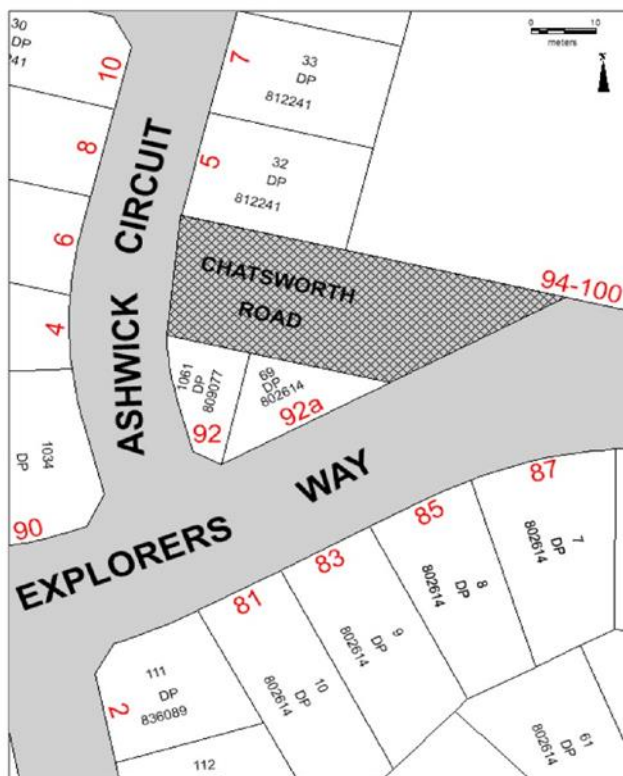 30
DP
241
10
7
33
DP
812241
0
10
meters
N
8
5
32
DP
812241
6
4
ASHWICK CIRCUIT
CHATSWORTH
ROAD
94-100
1061
DP
809077
92
69
DP
802614
92a
1034
DP
90
EXPLORERS WAY
87
7
DP
802614
85
8
DP
802614
83
9
DP
802614
81
10
DP
802614
2
111
DP
836089
112
61
DP
802614